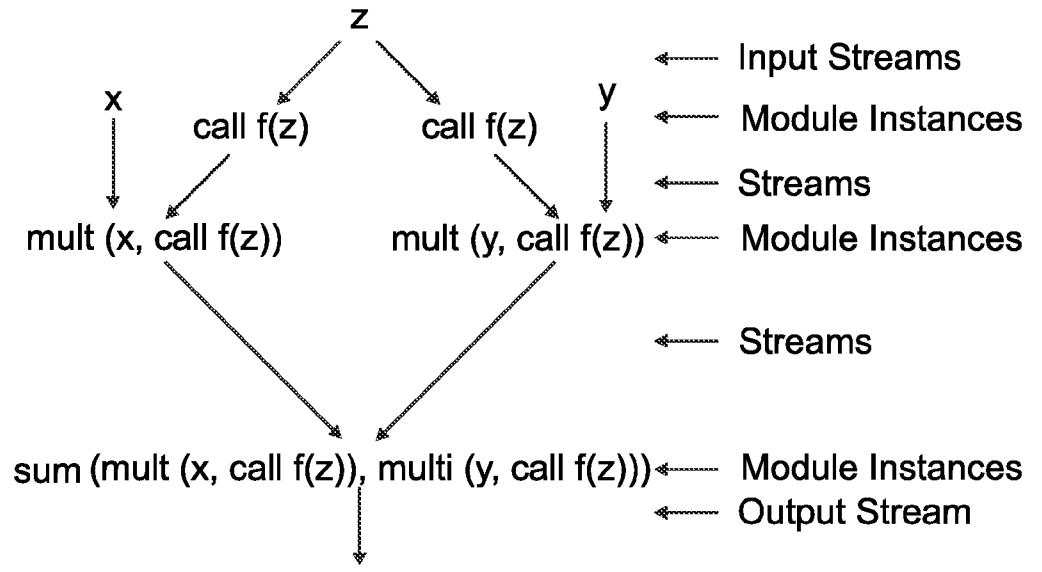 z
Input Streams
x
y
call f(z)
call f(z)
Module Instances
Streams
mult (x, call f(z))
mult (y, call f(z))
Module Instances
Streams
sum (mult (x, call f(z)), multi (y, call f(z)))
Module Instances
Output Stream